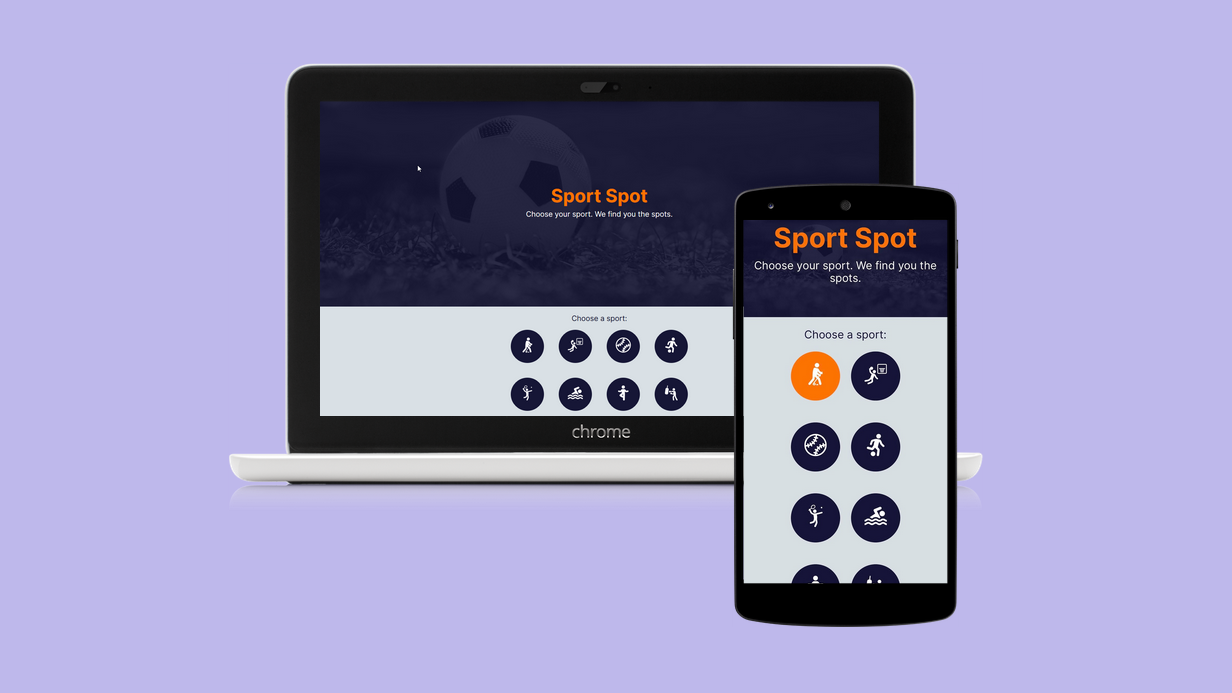 Sport Spot
Choose your sport. We find you the spots.
Choose a sport:
chrome
Sport Spot
Choose your sport. We find you the
spots.
Choose a sport: